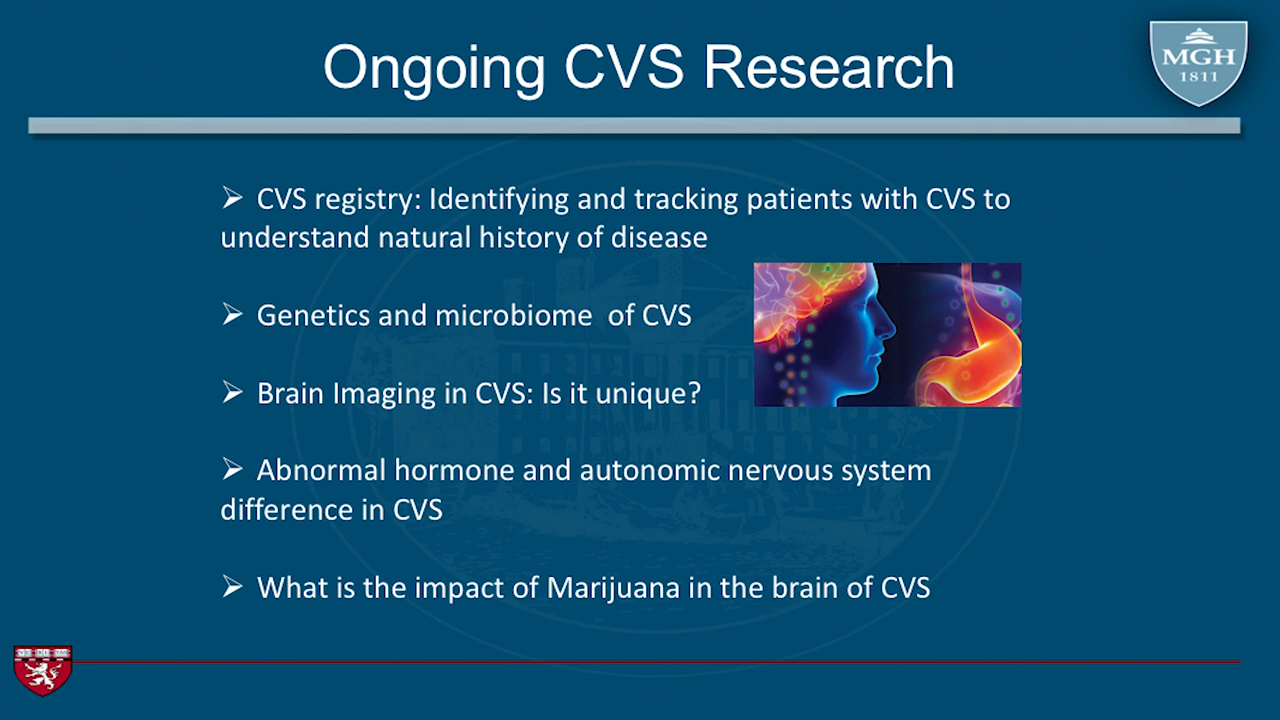 Ongoing CVS Research
MGH
1811
➢ CVS registry: Identifying and tracking patients with CVS to
understand natural history of disease
➢ Genetics and microbiome  of CVS
➢ Brain Imaging in CVS: Is it unique?
➢ Abnormal hormone and autonomic nervous system
difference in CVS
➢ What is the impact of Marijuana in the brain of CVS